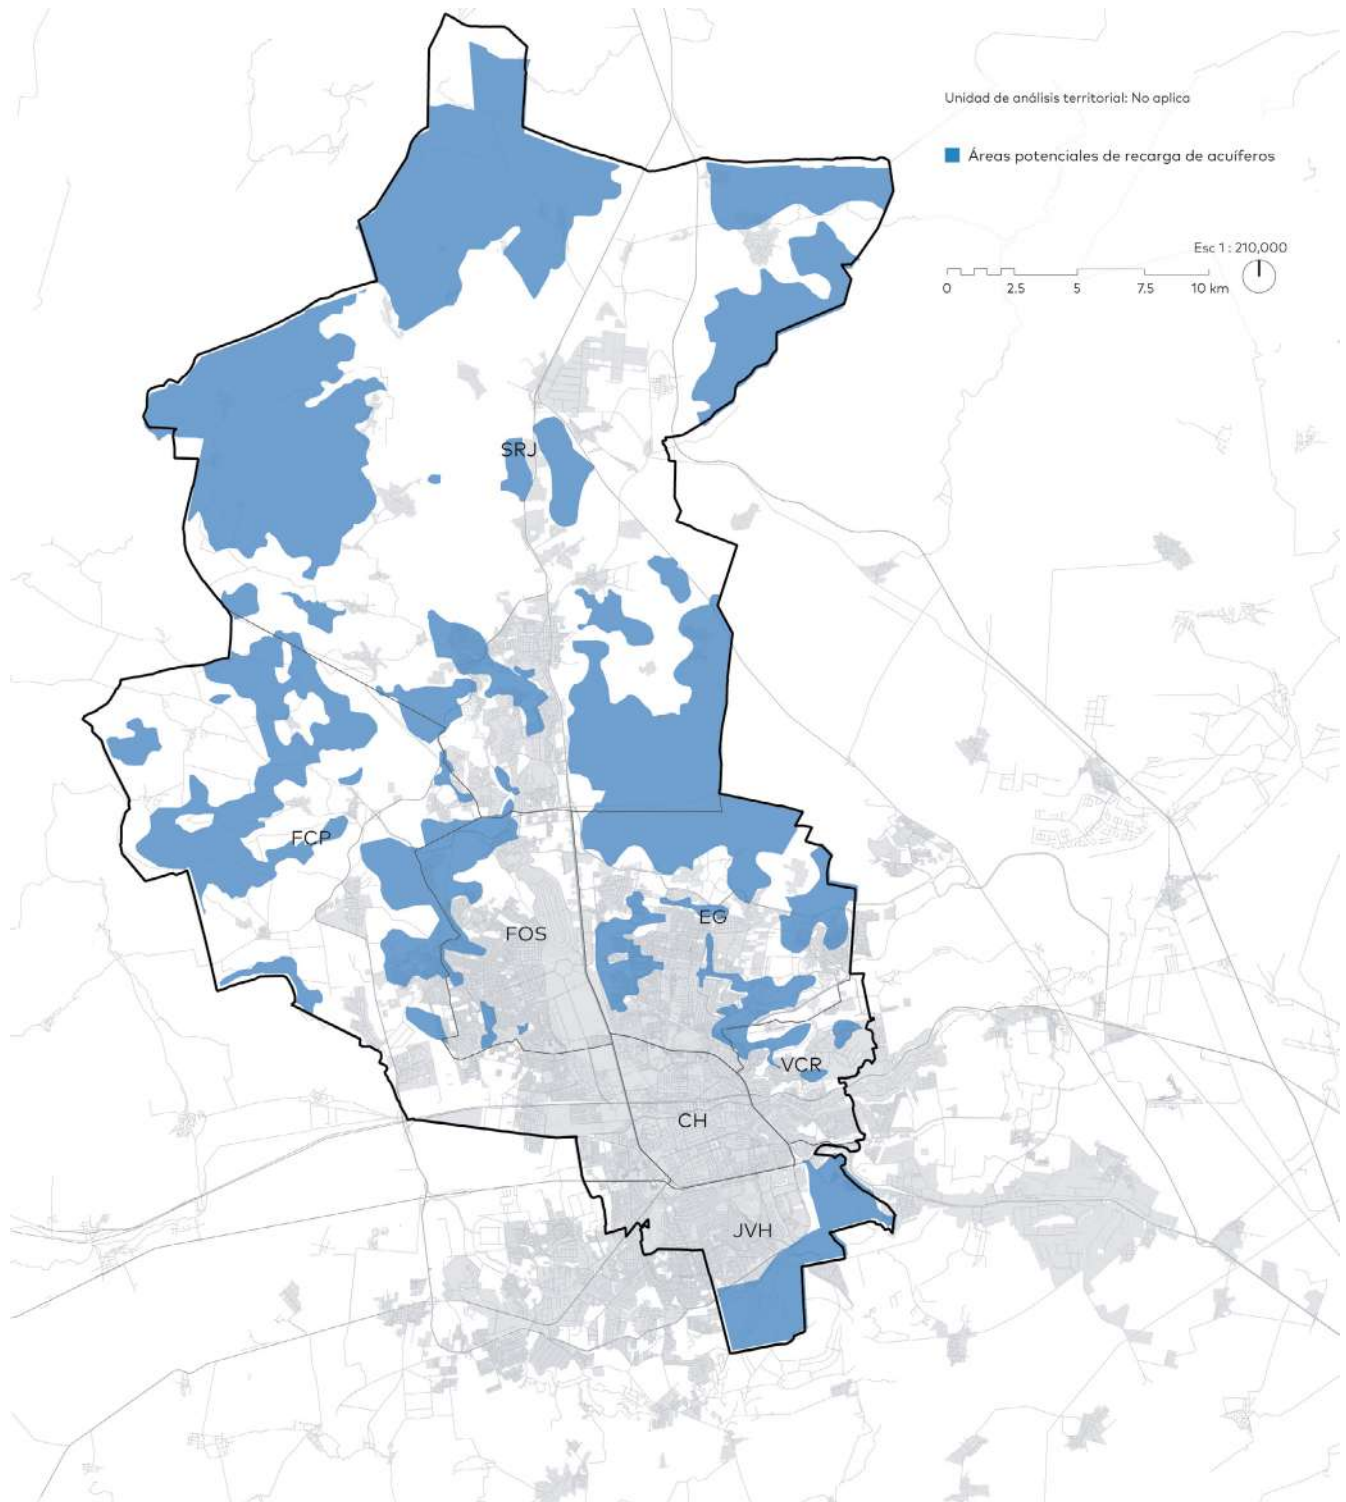 Unidad de análisis territorial: No aplica
Áreas potenciales de recarga de acuíferos
Esc 1 : 210,000
0 2.5 5 7.5 10 km
SRJ
FCP
EG
FOS
VCR
CH
JVH